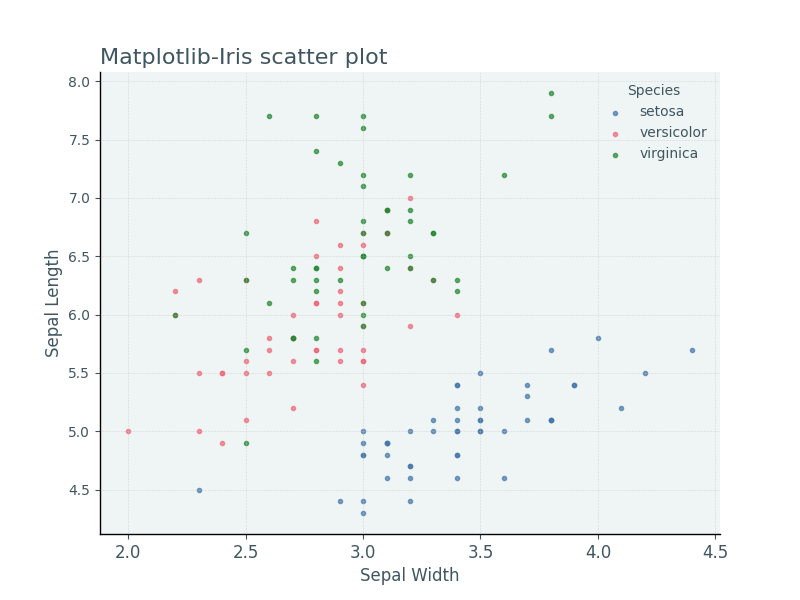 Matplotlib-Iris scatter plot
Species
setosa
versicolor
virginica
8.0
7.5
7.0
6.5
6.0
5.5
5.0
4.5
Sepal Length
2.0 2.5 3.0 3.5 4.0 4.5
Sepal Width